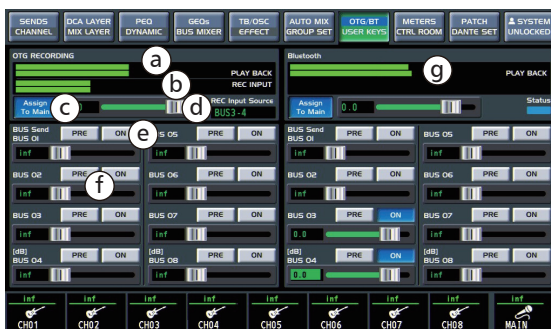 SENDS DCA LAYER PEQ GEQs TB/OSC AUTO MIX OTG/BT METERS PATCH SYSTEM
CHANNEL MIX LAYER DYNAMIC BUS MIXER EFFECT GROUP SET USER KEYS CTRL ROOM DANTE SET UNLOCKED
OTG RECORDING Bluetooth
a
g
PLAY BACK PLAY BACK
b
REC INPUT
Assign To Main c d REC Input Source Assign To Main 0.0 Status
BUS3-4
BUS Send e BUS Send
BUS 01 PRE ON BUS 05 PRE ON BUS 01 PRE ON BUS 05 PRE ON
inf inf inf inf
BUS 02 PRE ON BUS 06 PRE ON BUS 02 PRE ON BUS 06 PRE ON
f
inf inf inf inf
BUS 03 PRE ON BUS 07 PRE ON BUS 03 PRE ON BUS 07 PRE ON
inf inf 0.0 inf
[dB] [dB] [dB] [dB]
BUS 04 PRE ON BUS 08 PRE ON BUS 04 PRE ON BUS 08 PRE ON
inf inf 0.0 inf
inf inf inf inf inf inf inf inf inf
CH01 CH02 CH03 CH04 CH05 CH06 CH07 CH08 MAIN